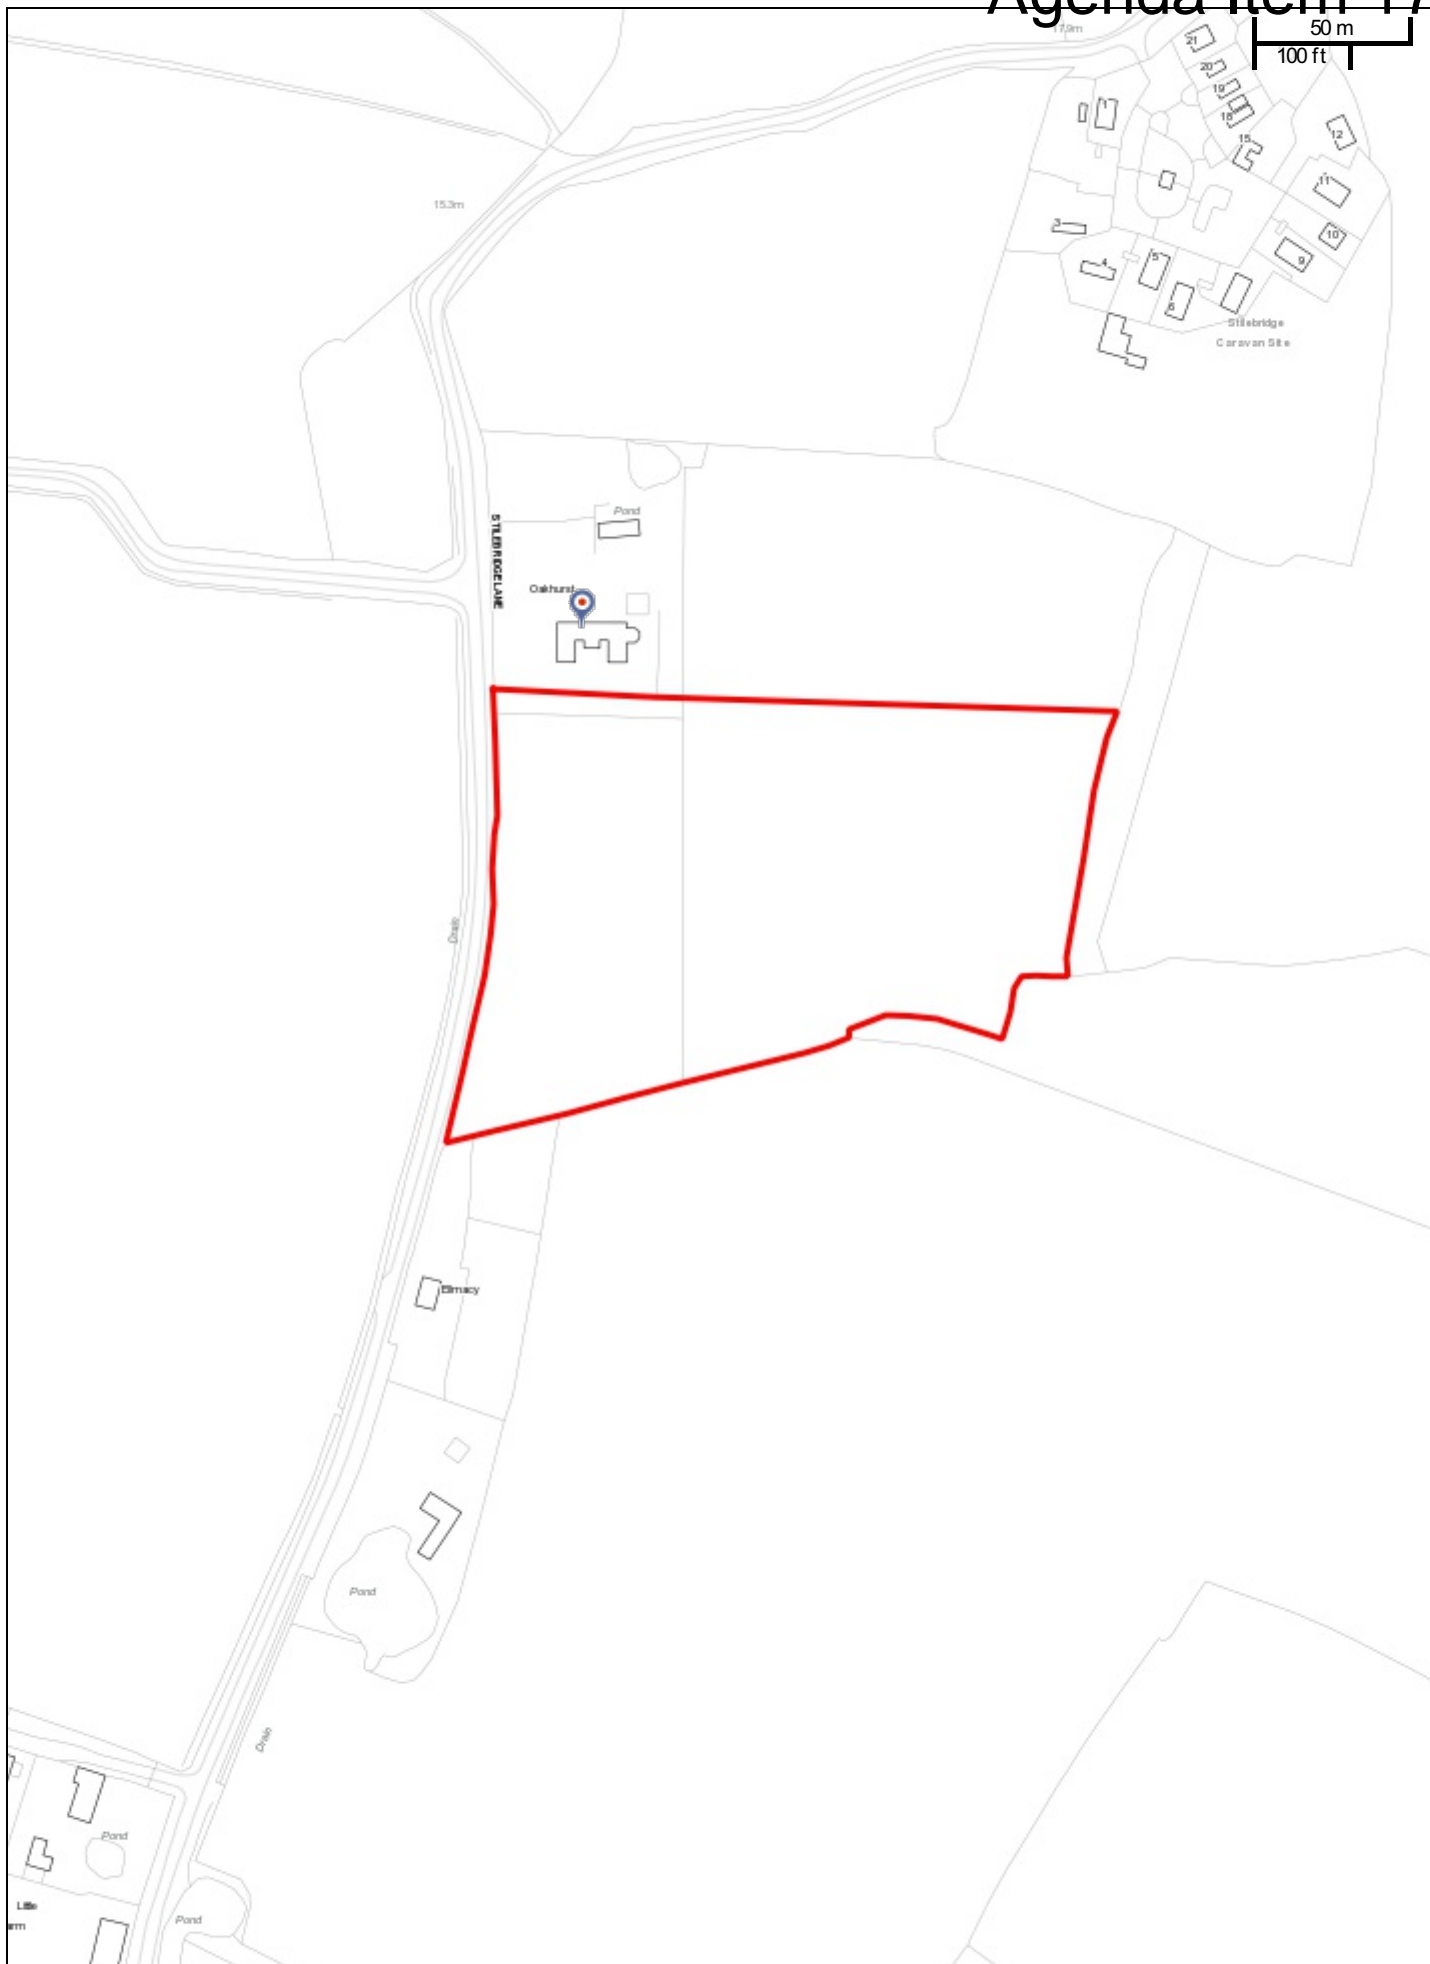 Agenda Item 17
50 m
100 ft
17.9m
21
20
19
18
15
12
11
10
9
3
4
5
6
Stilebridge
Caravan Site
15.3m
STILEBRIDGE LANE
Pond
Oakhurst
Drain
Elmacy
Pond
Drain
Pond
Little
arm
Pond